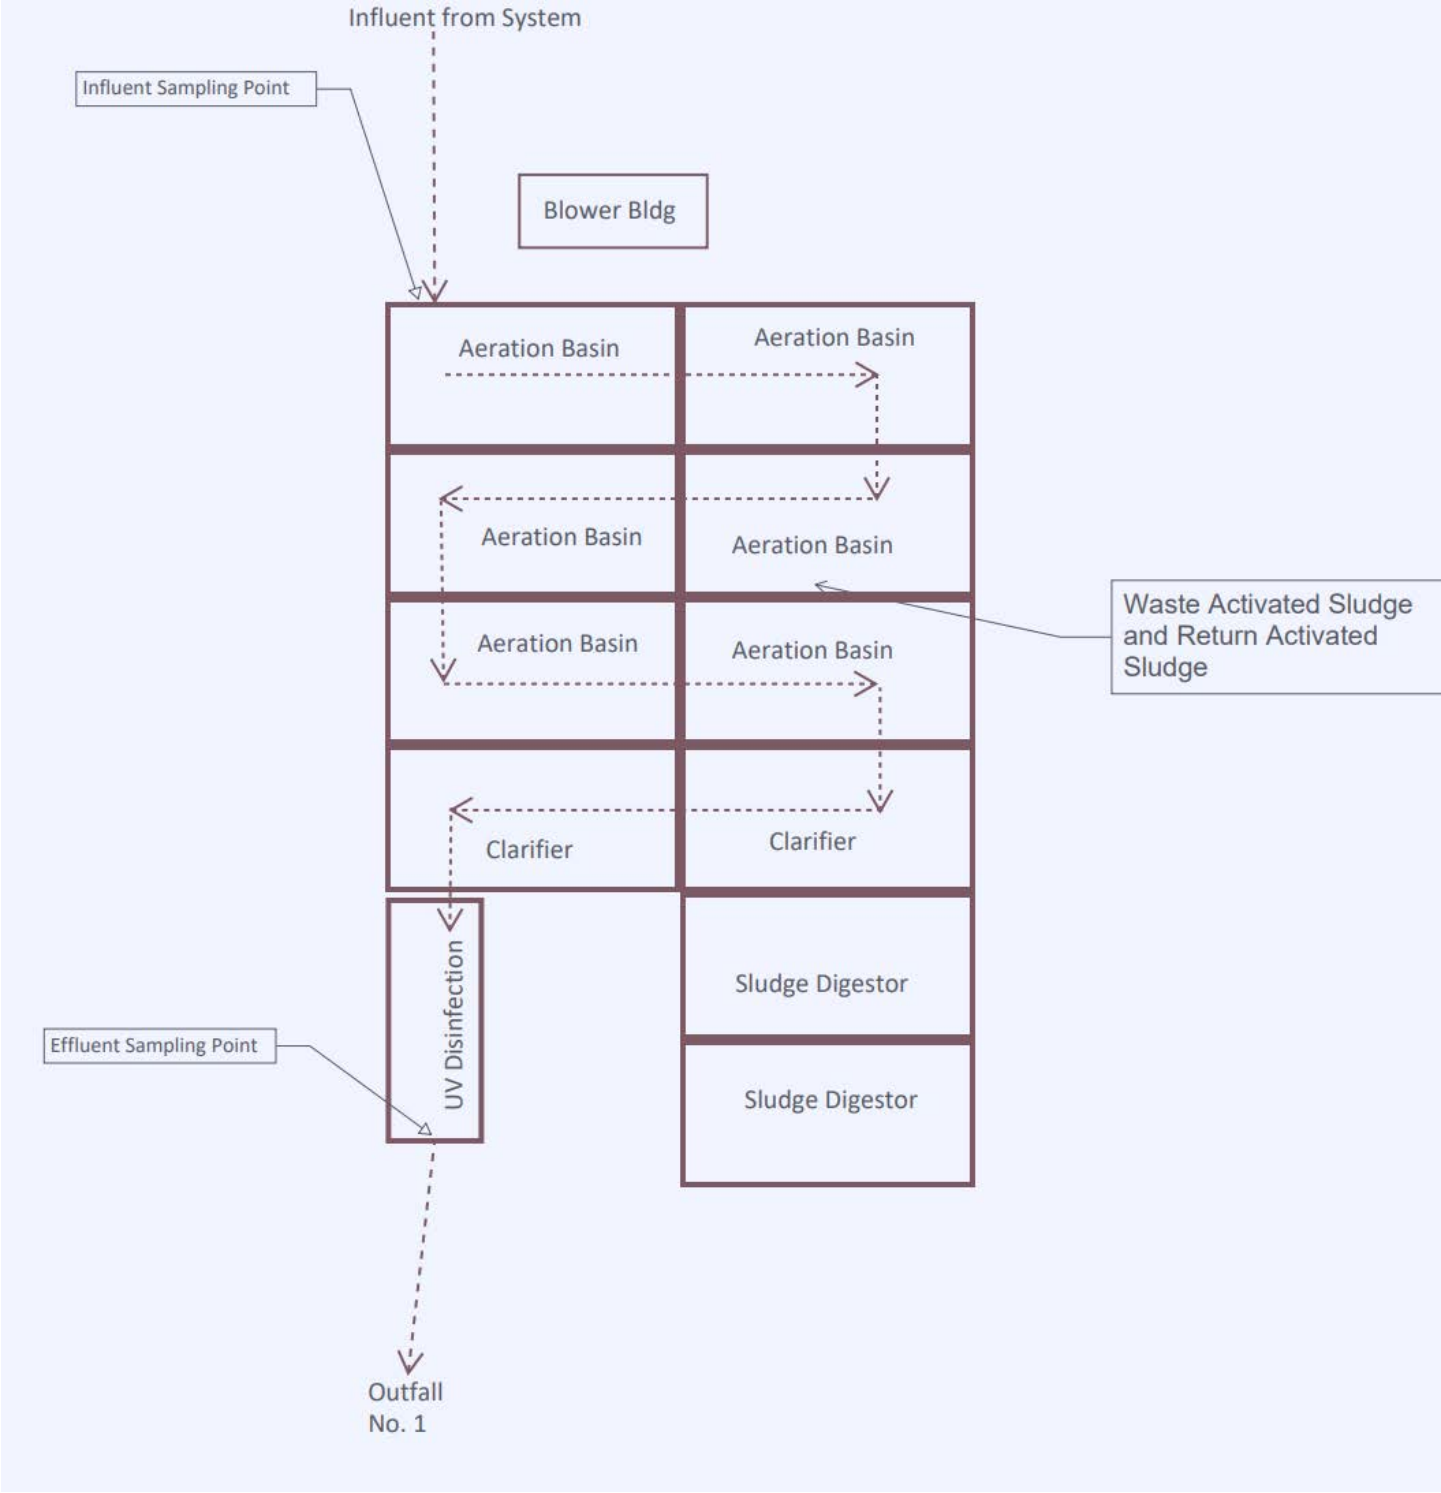 Influent from System
Influent Sampling Point
Blower Bldg
Aeration Basin
Aeration Basin
Aeration Basin
Aeration Basin
Waste Activated Sludge
and Return Activated
Sludge
Aeration Basin
Aeration Basin
Clarifier
Clarifier
UV Disinfection
Sludge Digestor
Effluent Sampling Point
Sludge Digestor
Outfall
No. 1